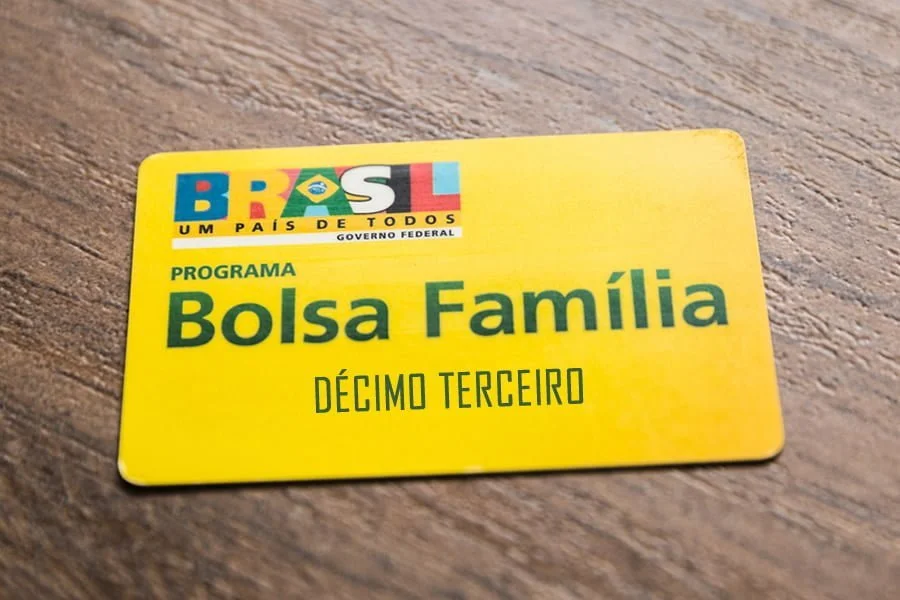 BRASIL
UM PAÍS DE TODOS
GOVERNO FEDERAL
PROGRAMA
Bolsa Família
DÉCIMO TERCEIRO